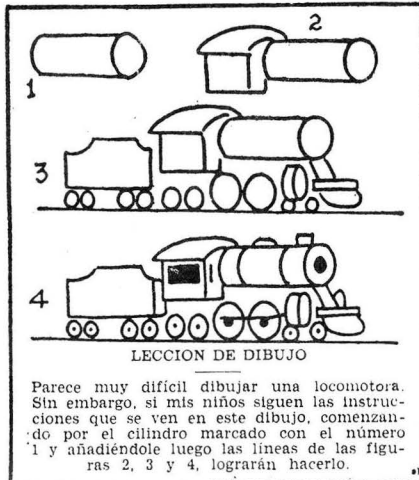 1
2
3
4
LECCION DE DIBUJO
Parece muy difícil dibujar una locomotora.
Sin embargo, si mis niños siguen las instruc-
ciones que se ven en este dibujo, comenzan-
do por el cilindro marcado con el número
1 y añadiéndole luego las líneas de las figu-
ras 2, 3 y 4, lograrán hacerlo.